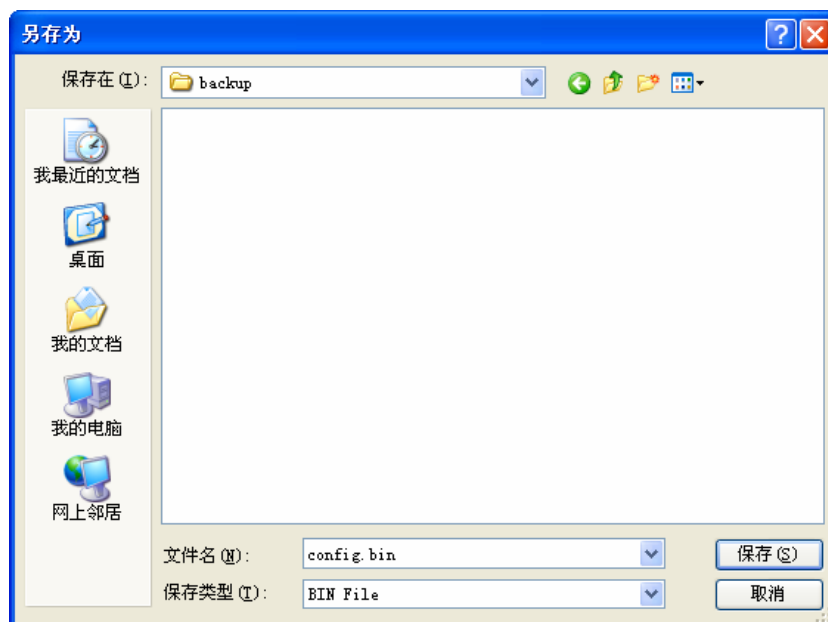 另存为
保存在(I):
backup
我最近的文档
桌面
我的文档
我的电脑
网上邻居
文件名(N):
config.bin
保存(S)
保存类型(T):
BIN File
取消